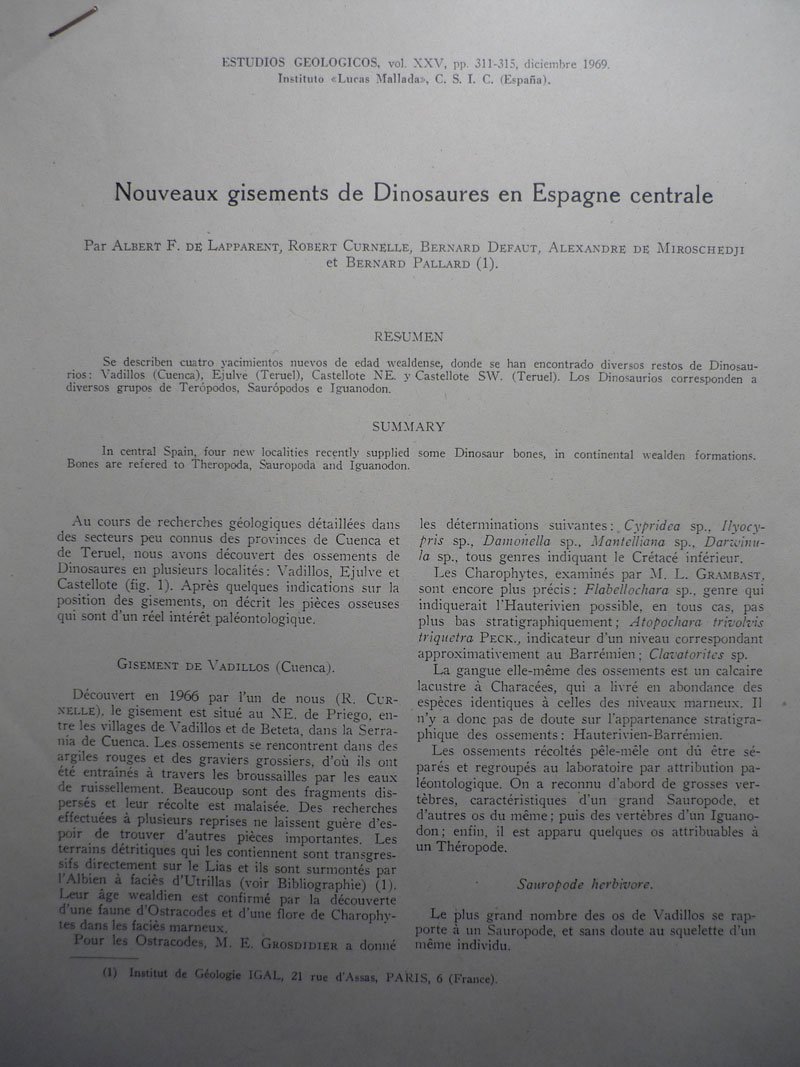 ESTUDIOS GEOLOGICOS, vol. XXV, pp. 311-315, diciembre 1969.
Instituto «Lucas Mallada», C. S. I. C. (España).
Nouveaux gisements de Dinosaures en Espagne centrale
Par ALBERT F. DE LAPPARENT, ROBERT CURNELLE, BERNARD DEFAUT, ALEXANDRE DE MIROSCHEDJI
et BERNARD PALLARD (1).
RESUMEN
Se describen cuatro yacimientos nuevos de edad wealdense, donde se han encontrado diversos restos de Dinosau-
rios: Vadillos (Cuenca), Ejulve (Teruel), Castellote NE. y Castellote SW. (Teruel). Los Dinosaurios corresponden a
diversos grupos de Terópodos, Saurópodos e Iguanodon.
SUMMARY
In central Spain, four new localities recently supplied some Dinosaur bones, in continental wealden formations.
Bones are refered to Theropoda, Sauropoda and Iguanodon.
Au cours de recherches géologiques détaillées dans
des secteurs peu connus des provinces de Cuenca et
de Teruel, nous avons découvert des ossements de
Dinosaures en plusieurs localités: Vadillos, Ejulve et
Castellote (fig. 1). Après quelques indications sur la
position des gisements, on décrit les pièces osseuses
qui sont d'un réel intérêt paléontologique.
GISEMENT DE VADILLOS (Cuenca).
Découvert en 1966 par l'un de nous (R. CUR-
NELLE), le gisement est situé au NE. de Priego, en-
tre les villages de Vadillos et de Beteta, dans la Serra-
nia de Cuenca. Les ossements se rencontrent dans des
argiles rouges et des graviers grossiers, d'où ils ont
été entraînés à travers les broussailles par les eaux
de ruissellement. Beaucoup sont des fragments dis-
persés et leur récolte est malaisée. Des recherches
effectuées à plusieurs reprises ne laissent guère d'es-
poir de trouver d'autres pièces importantes. Les
terrains détritiques qui les contiennent sont transgres-
sifs directement sur le Lias et ils sont surmontés par
l'Albien à faciès d'Utrillas (voir Bibliographie) (1).
Leur âge wealdien est confirmé par la découverte
d'une faune d'Ostracodes et d'une flore de Charophy-
tes dans les faciès marneux.
Pour les Ostracodes, M. E. GROSDIDIER a donné
(1) Institut de Géologie IGAL, 21 rue d'Assas, PARIS, 6 (France).
les déterminations suivantes: Cypridea sp., Ilyocy-
pris sp., Damonella sp., Mantelliana sp., Darwinu-
la sp., tous genres indiquant le Crétacé inférieur.
Les Charophytes, examinés par M. L. GRAMBAST,
sont encore plus précis: Flabellochara sp., genre qui
indiquerait l'Hauterivien possible, en tous cas, pas
plus bas stratigraphiquement; Atopochara trivolvis
triquetra PECK., indicateur d'un niveau correspondant
approximativement au Barrémien; Clavatorites sp.
La gangue elle-même des ossements est un calcaire
lacustre à Characées, qui a livré en abondance des
espèces identiques à celles des niveaux marneux. Il
n'y a donc pas de doute sur l'appartenance stratigra-
phique des ossements: Hauterivien-Barrémien.
Les ossements récoltés pêle-mêle ont dû être sé-
parés et regroupés au laboratoire par attribution pa-
léontologique. On a reconnu d'abord de grosses ver-
tèbres, caractéristiques d'un grand Sauropode, et
d'autres os du même; puis des vertèbres d'un Iguano-
don; enfin, il est apparu quelques os attribuables à
un Théropode.
Sauropode herbivore.
Le plus grand nombre des os de Vadillos se rap-
porte à un Sauropode, et sans doute au squelette d'un
même individu.